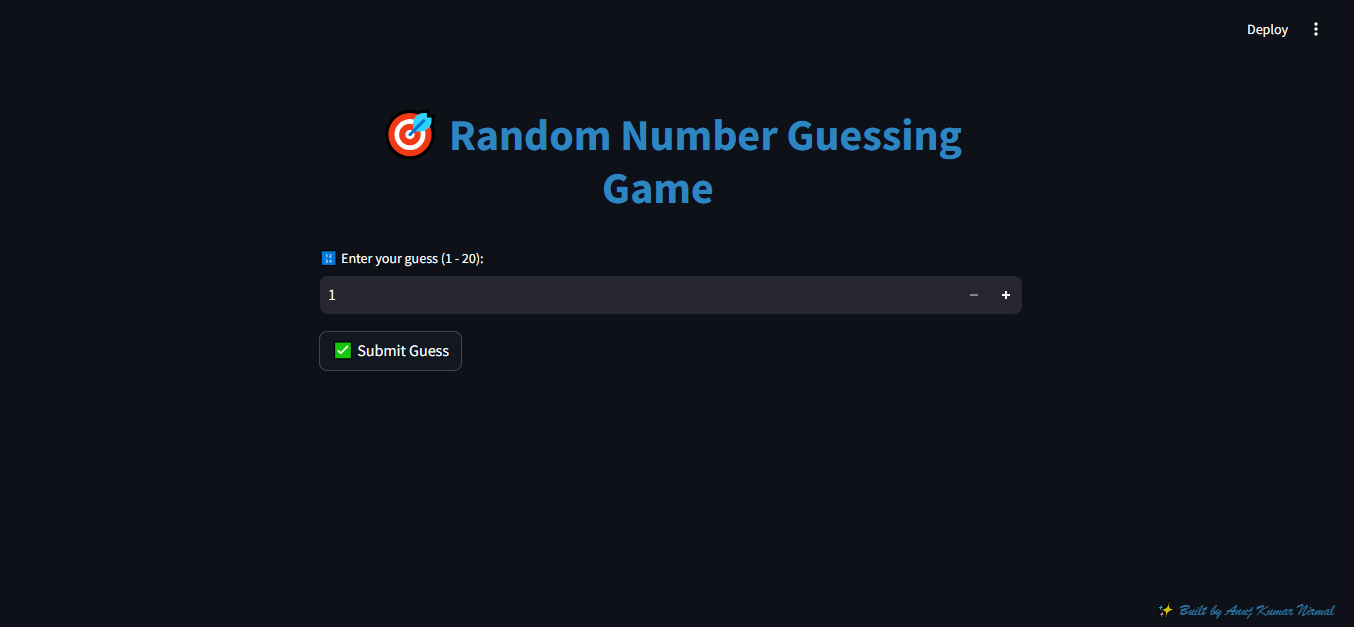 Deploy
🎯 Random Number Guessing
Game
🔢 Enter your guess (1 - 20):
1
✅ Submit Guess
✨ Built by Anuj Kumar Nirmal